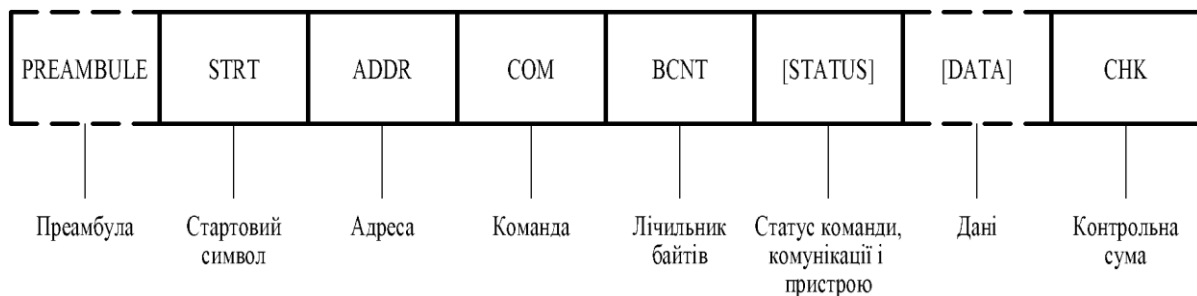 PREAMBULE STRT ADDR COM BCNT [STATUS] [DATA] CHK
Преамбула Стартовий Адреса Команда Лічильник Статус команди, Дані Контрольна
символ байтів комунікації і сума
пристрою